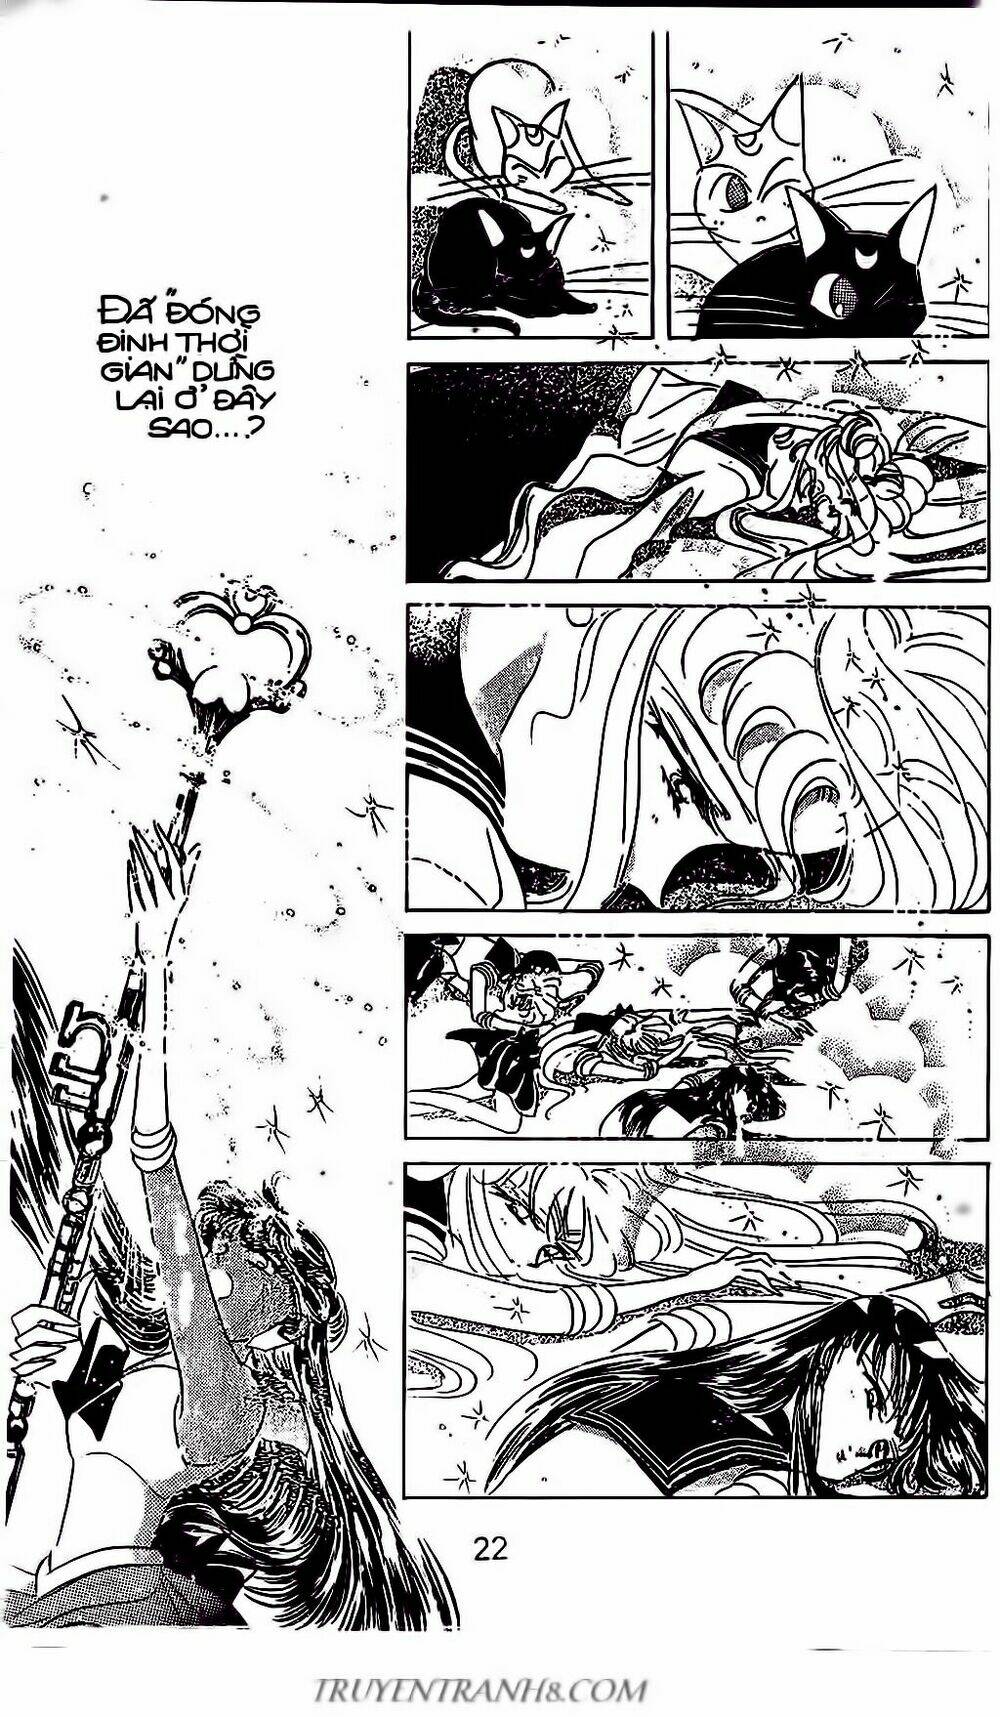 ĐÃ "ĐÓNG
ĐINH THỜI
GIAN" DỪNG
LẠI Ở ĐÂY
SAO....?
22
TRUYENTRANH8.COM